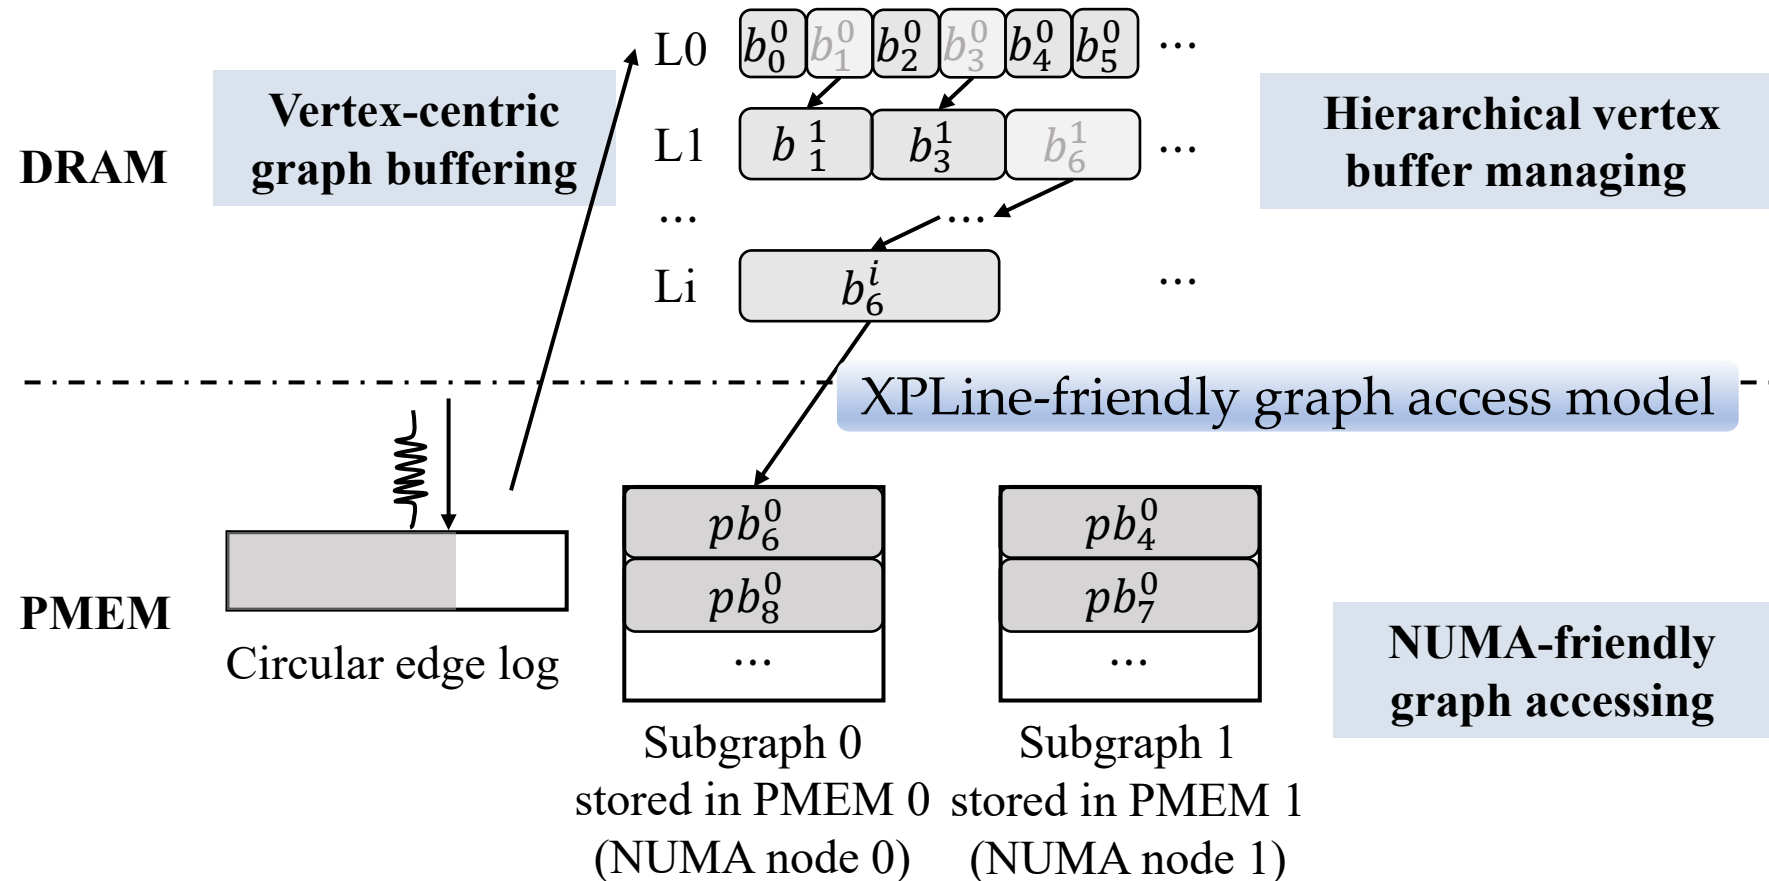 L0 b₀⁰ b₁⁰ b₂⁰ b₃⁰ b₄⁰ b₅⁰ ...
Vertex-centric
graph buffering
Hierarchical vertex
buffer managing
DRAM
L1 b₁¹ b₃¹ b₆¹ ...
... ...
Li b₆ⁱ ...
XPLine-friendly graph access model
PMEM
Circular edge log
pb₆⁰
pb₈⁰
...
Subgraph 0
stored in PMEM 0
(NUMA node 0)
pb₄⁰
pb₇⁰
...
Subgraph 1
stored in PMEM 1
(NUMA node 1)
NUMA-friendly
graph accessing